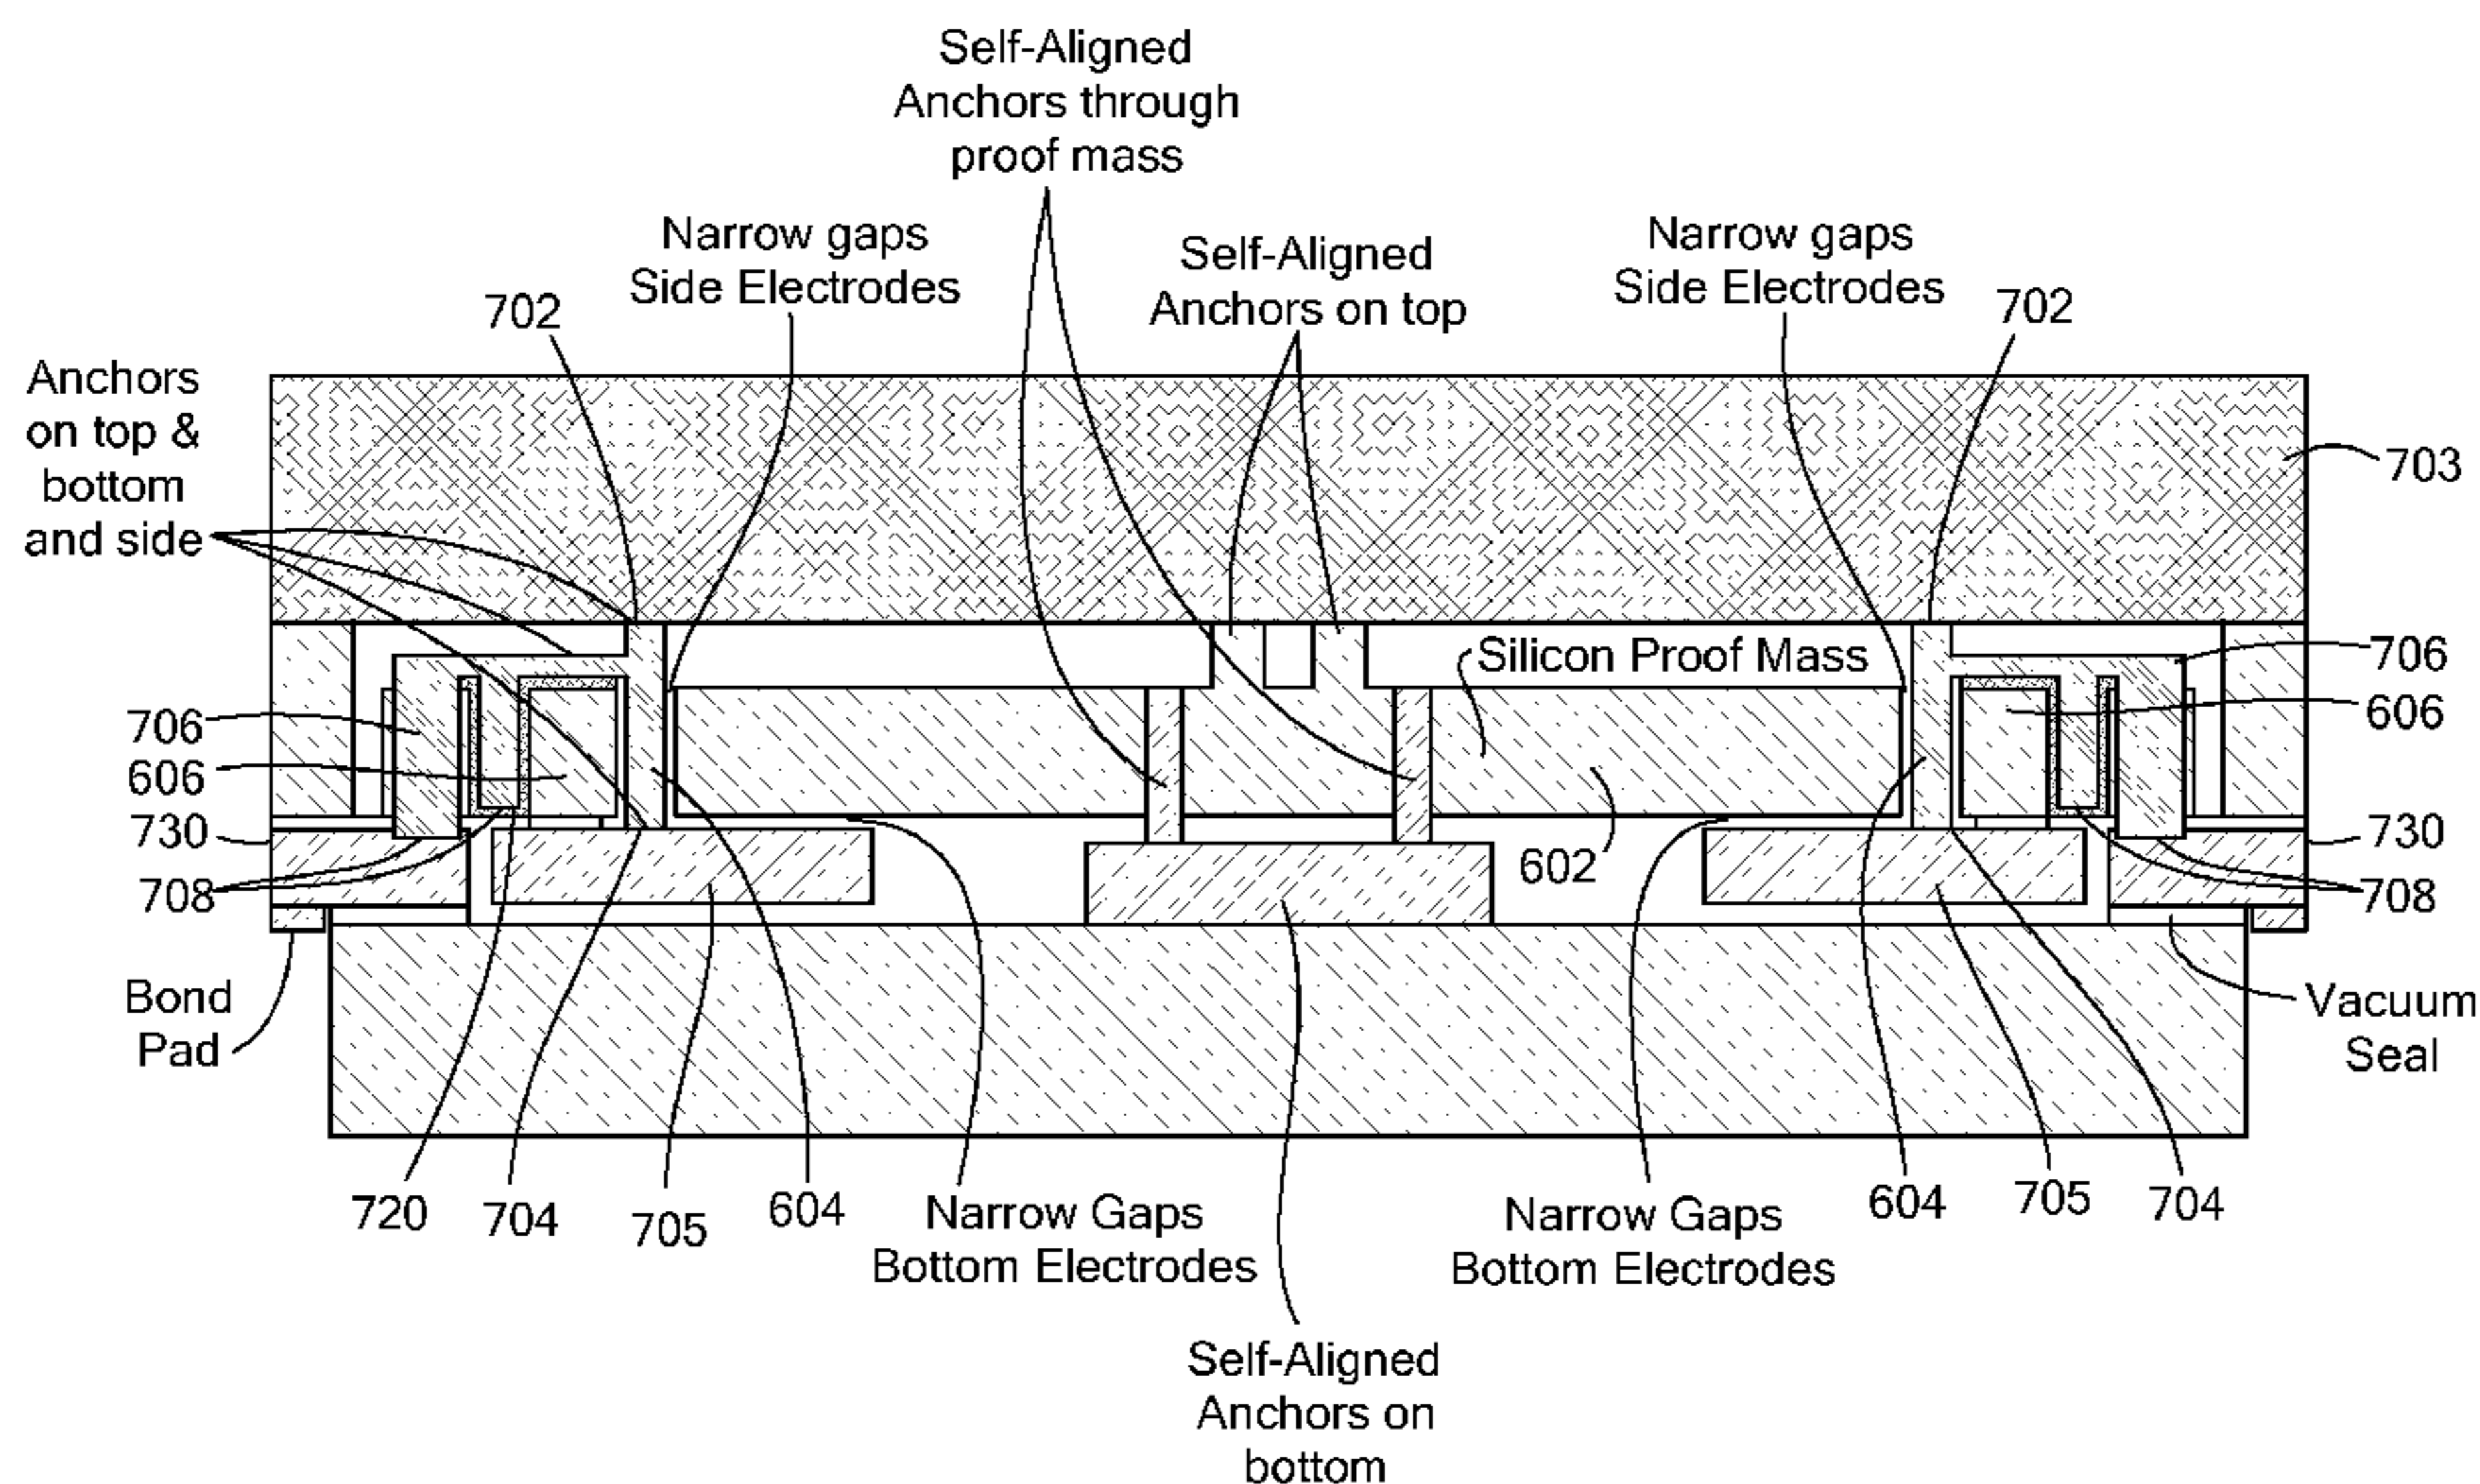 Self-Aligned
Anchors through
proof mass
Narrow gaps
Side Electrodes
Self-Aligned
Anchors on top
Narrow gaps
Side Electrodes
702
702
Anchors
on top &
bottom
and side
703
Silicon Proof Mass
706
706
606
606
730
730
602
708
708
Bond
Pad
Vacuum
Seal
720
704
705
604
Narrow Gaps
Bottom Electrodes
Narrow Gaps
Bottom Electrodes
604
705
704
Self-Aligned
Anchors on
bottom